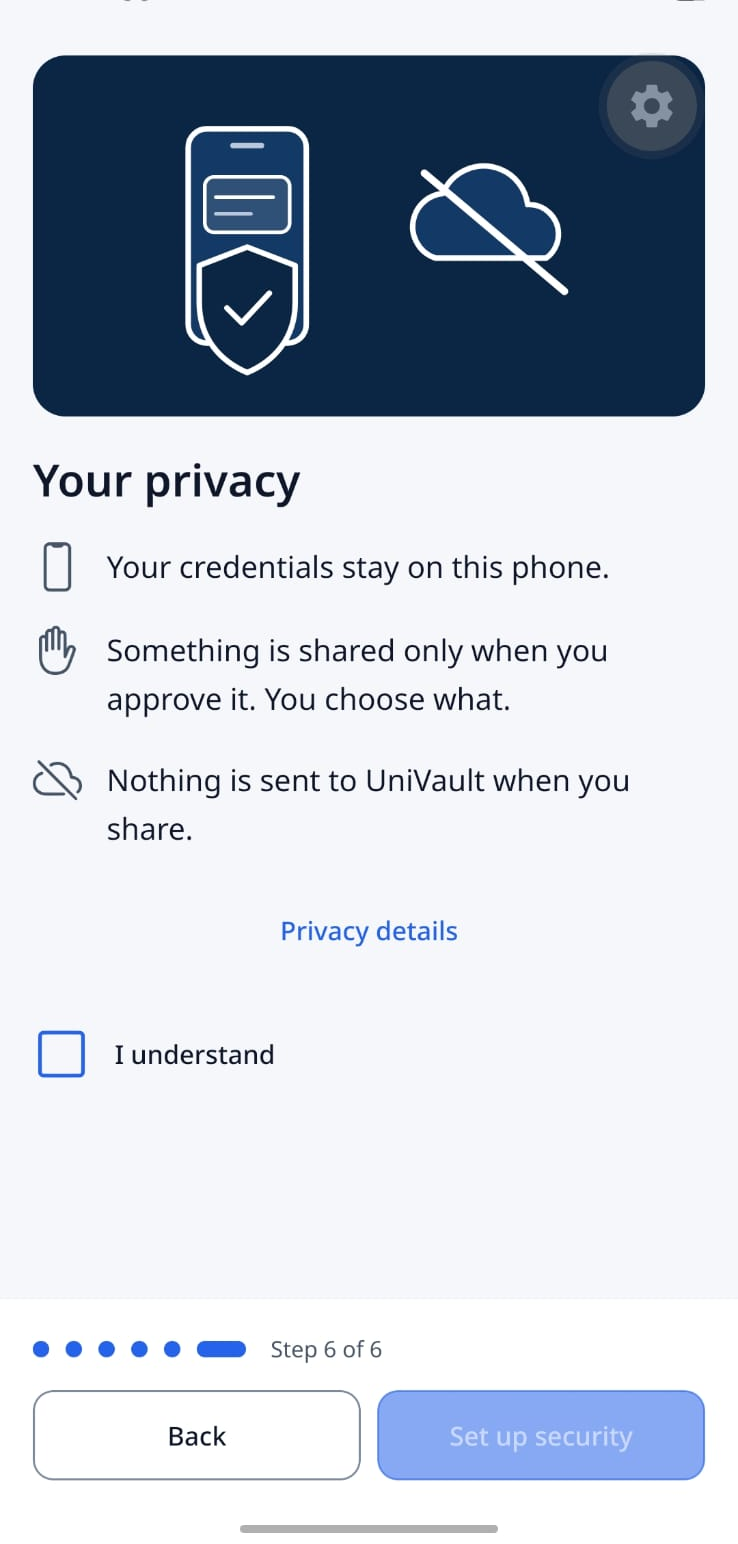 Your privacy
Your credentials stay on this phone.
Something is shared only when you
approve it. You choose what.
Nothing is sent to UniVault when you
share.
Privacy details
I understand
Step 6 of 6
Back
Set up security